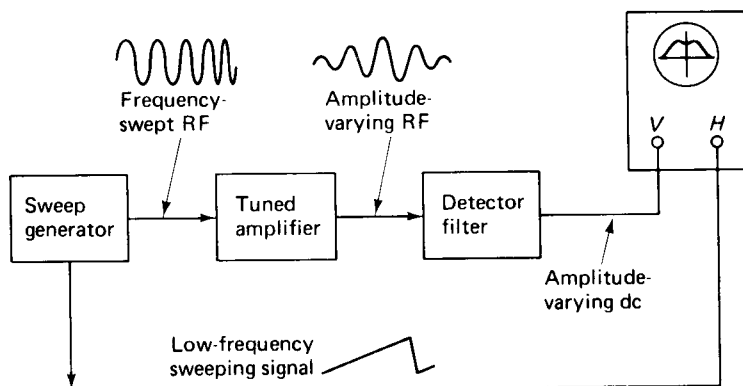 Frequency-
swept RF
Amplitude-
varying RF
V
H
Sweep
generator
Tuned
amplifier
Detector
filter
Amplitude-
varying dc
Low-frequency
sweeping signal